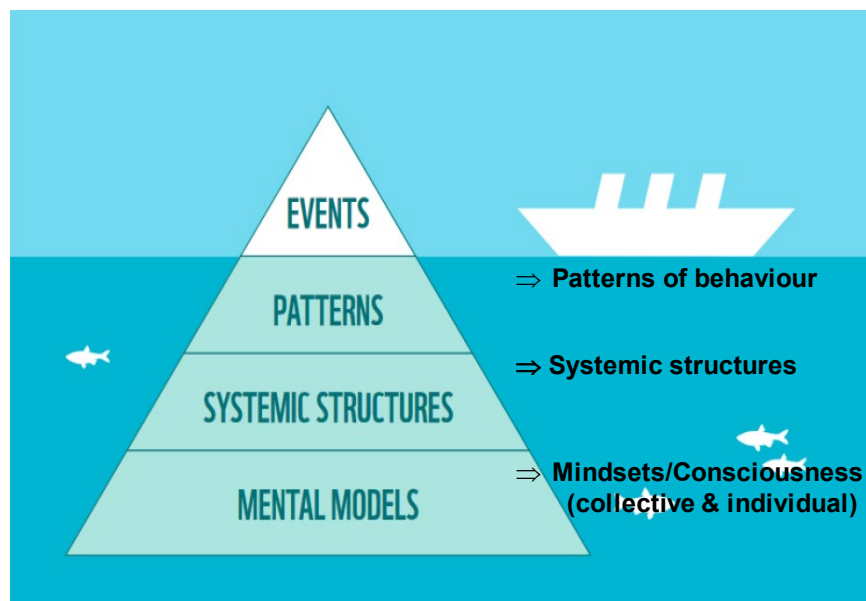 EVENTS
⇒ Patterns of behaviour
PATTERNS
⇒ Systemic structures
SYSTEMIC STRUCTURES
⇒ Mindsets/Consciousness
(collective & individual)
MENTAL MODELS